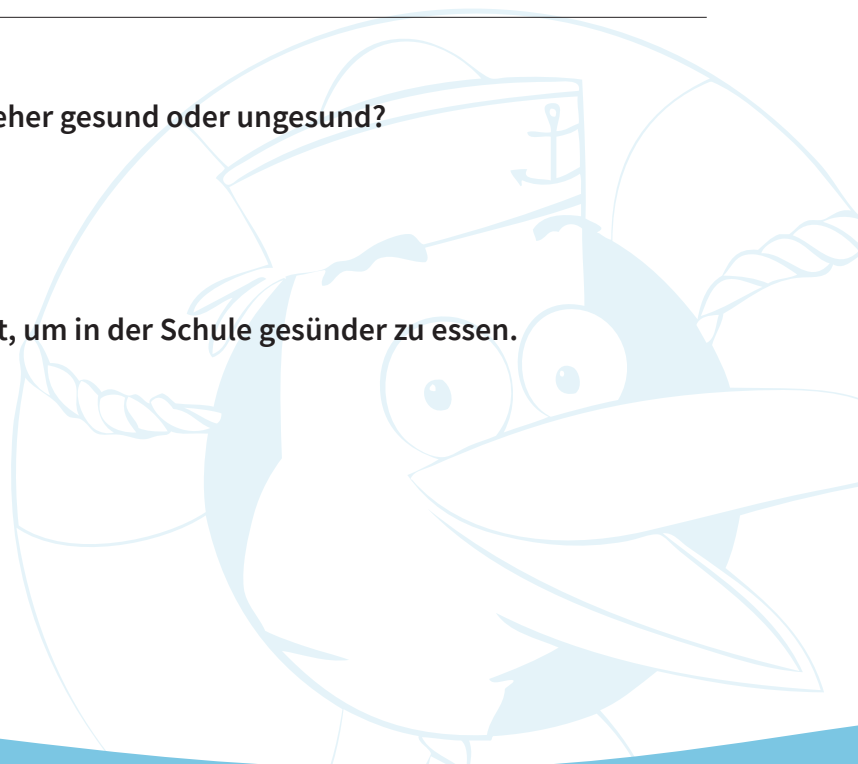 eher gesund oder ungesund?
t, um in der Schule gesünder zu essen.